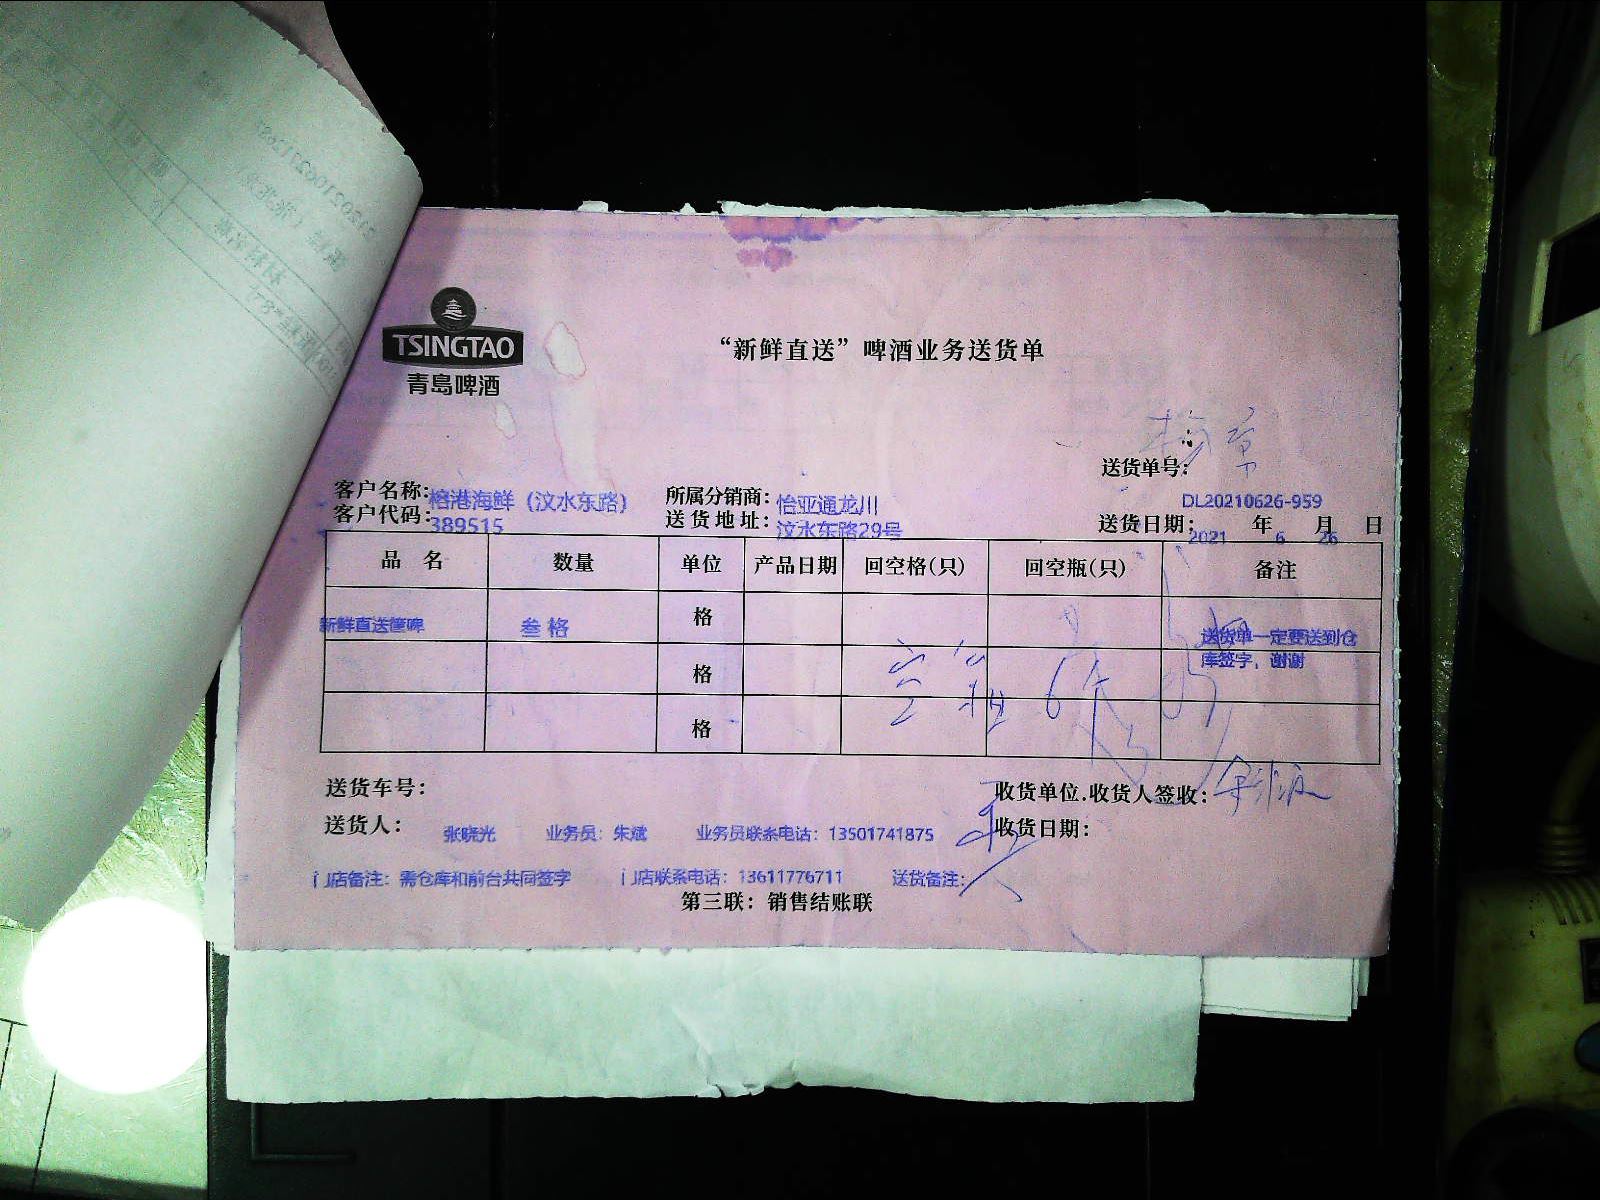 TSINGTAO
青岛啤酒
“新鲜直送”啤酒业务送货单
送货单号:
DL20210626-959
客户名称: 榕港海鲜（汶水东路） 所属分销商: 怡亚通龙川
客户代码: 389515 送货地址: 汶水东路29号 送货日期: 2021 年 6 月 26 日
品名 数量 单位 产品日期 回空格(只) 回空瓶(只) 备注
新鲜直送筐啤 叁格 格 送货单一定要送到仓
库签字，谢谢
格 空 6
格
送货车号: 收货单位.收货人签收:
送货人: 张晓光 业务员: 朱斌 业务员联系电话: 13501741875 收货日期:
门店备注: 需仓库和前台共同签字 门店联系电话: 13611776711 送货备注:
第三联: 销售结账联